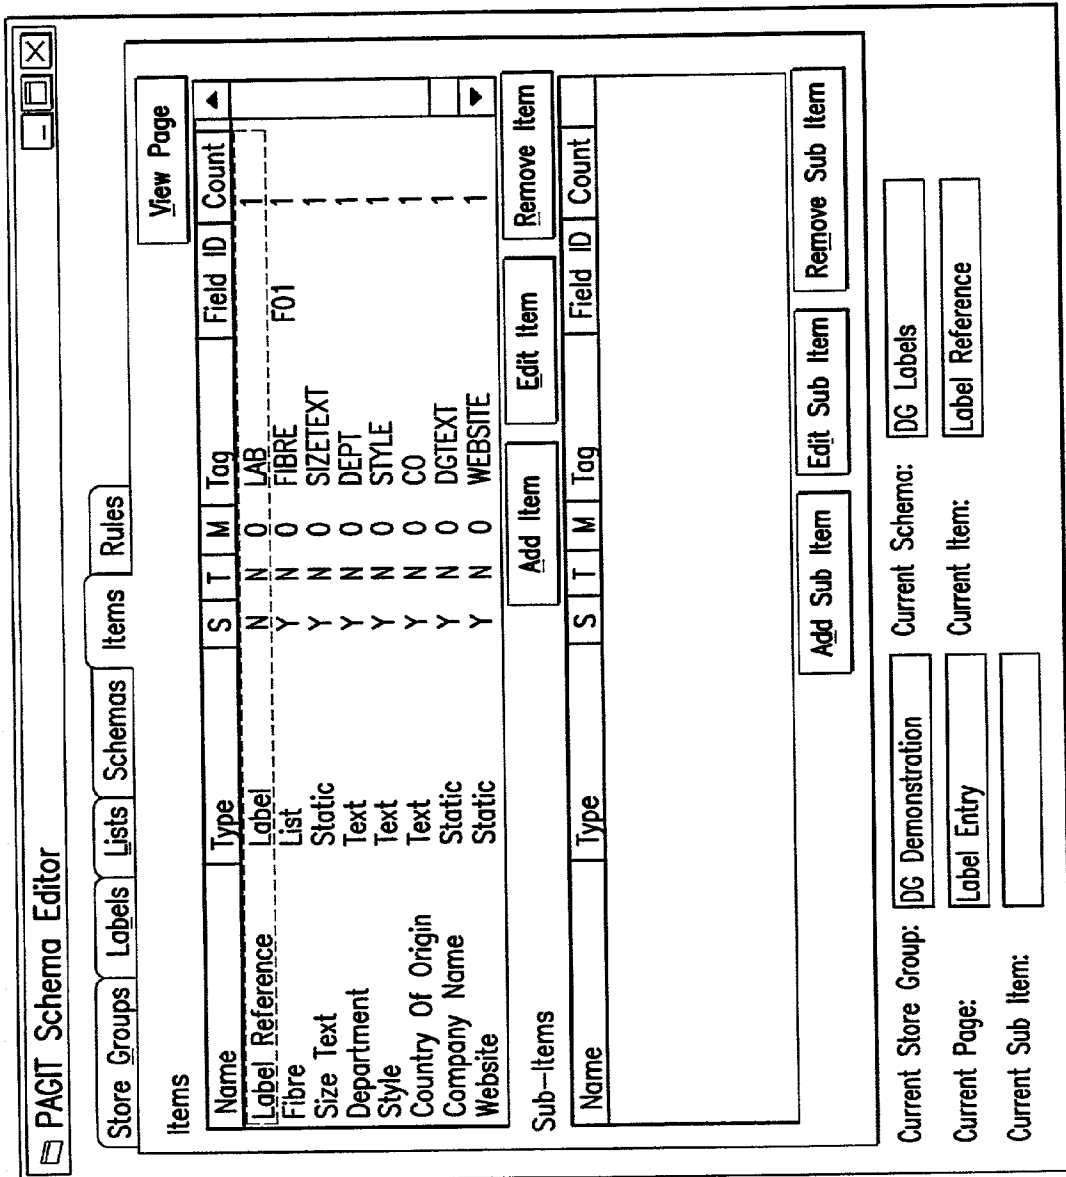 PAGIT Schema Editor
Store Groups Labels Lists Schemas Items Rules
View Page
Items
Name Type S T M Tag Field ID Count
Label Reference Label N N O LAB 1
Fibre List Y N O FIBRE F01 1
Size Text Static Y N O SIZETEXT 1
Department Text Y N O DEPT 1
Style Text Y N O STYLE 1
Country Of Origin Text Y N O CO 1
Company Name Static Y N O DGTEXT 1
Website Static Y N O WEBSITE 1
Add Item Edit Item Remove Item
Sub-Items
Name Type S T M Tag Field ID Count
Add Sub Item Edit Sub Item Remove Sub Item
Current Store Group: DG Demonstration Current Schema: DG Labels
Current Page: Label Entry Current Item: Label Reference
Current Sub Item: